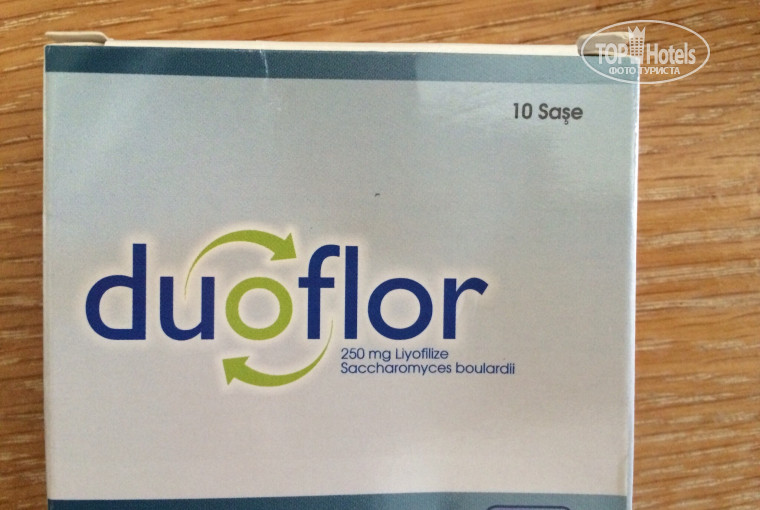 TOP Hotels
ФОТО ТУРИСТА
10 Saşe
duoflor
250 mg Liyofilize
Saccharomyces boulardii